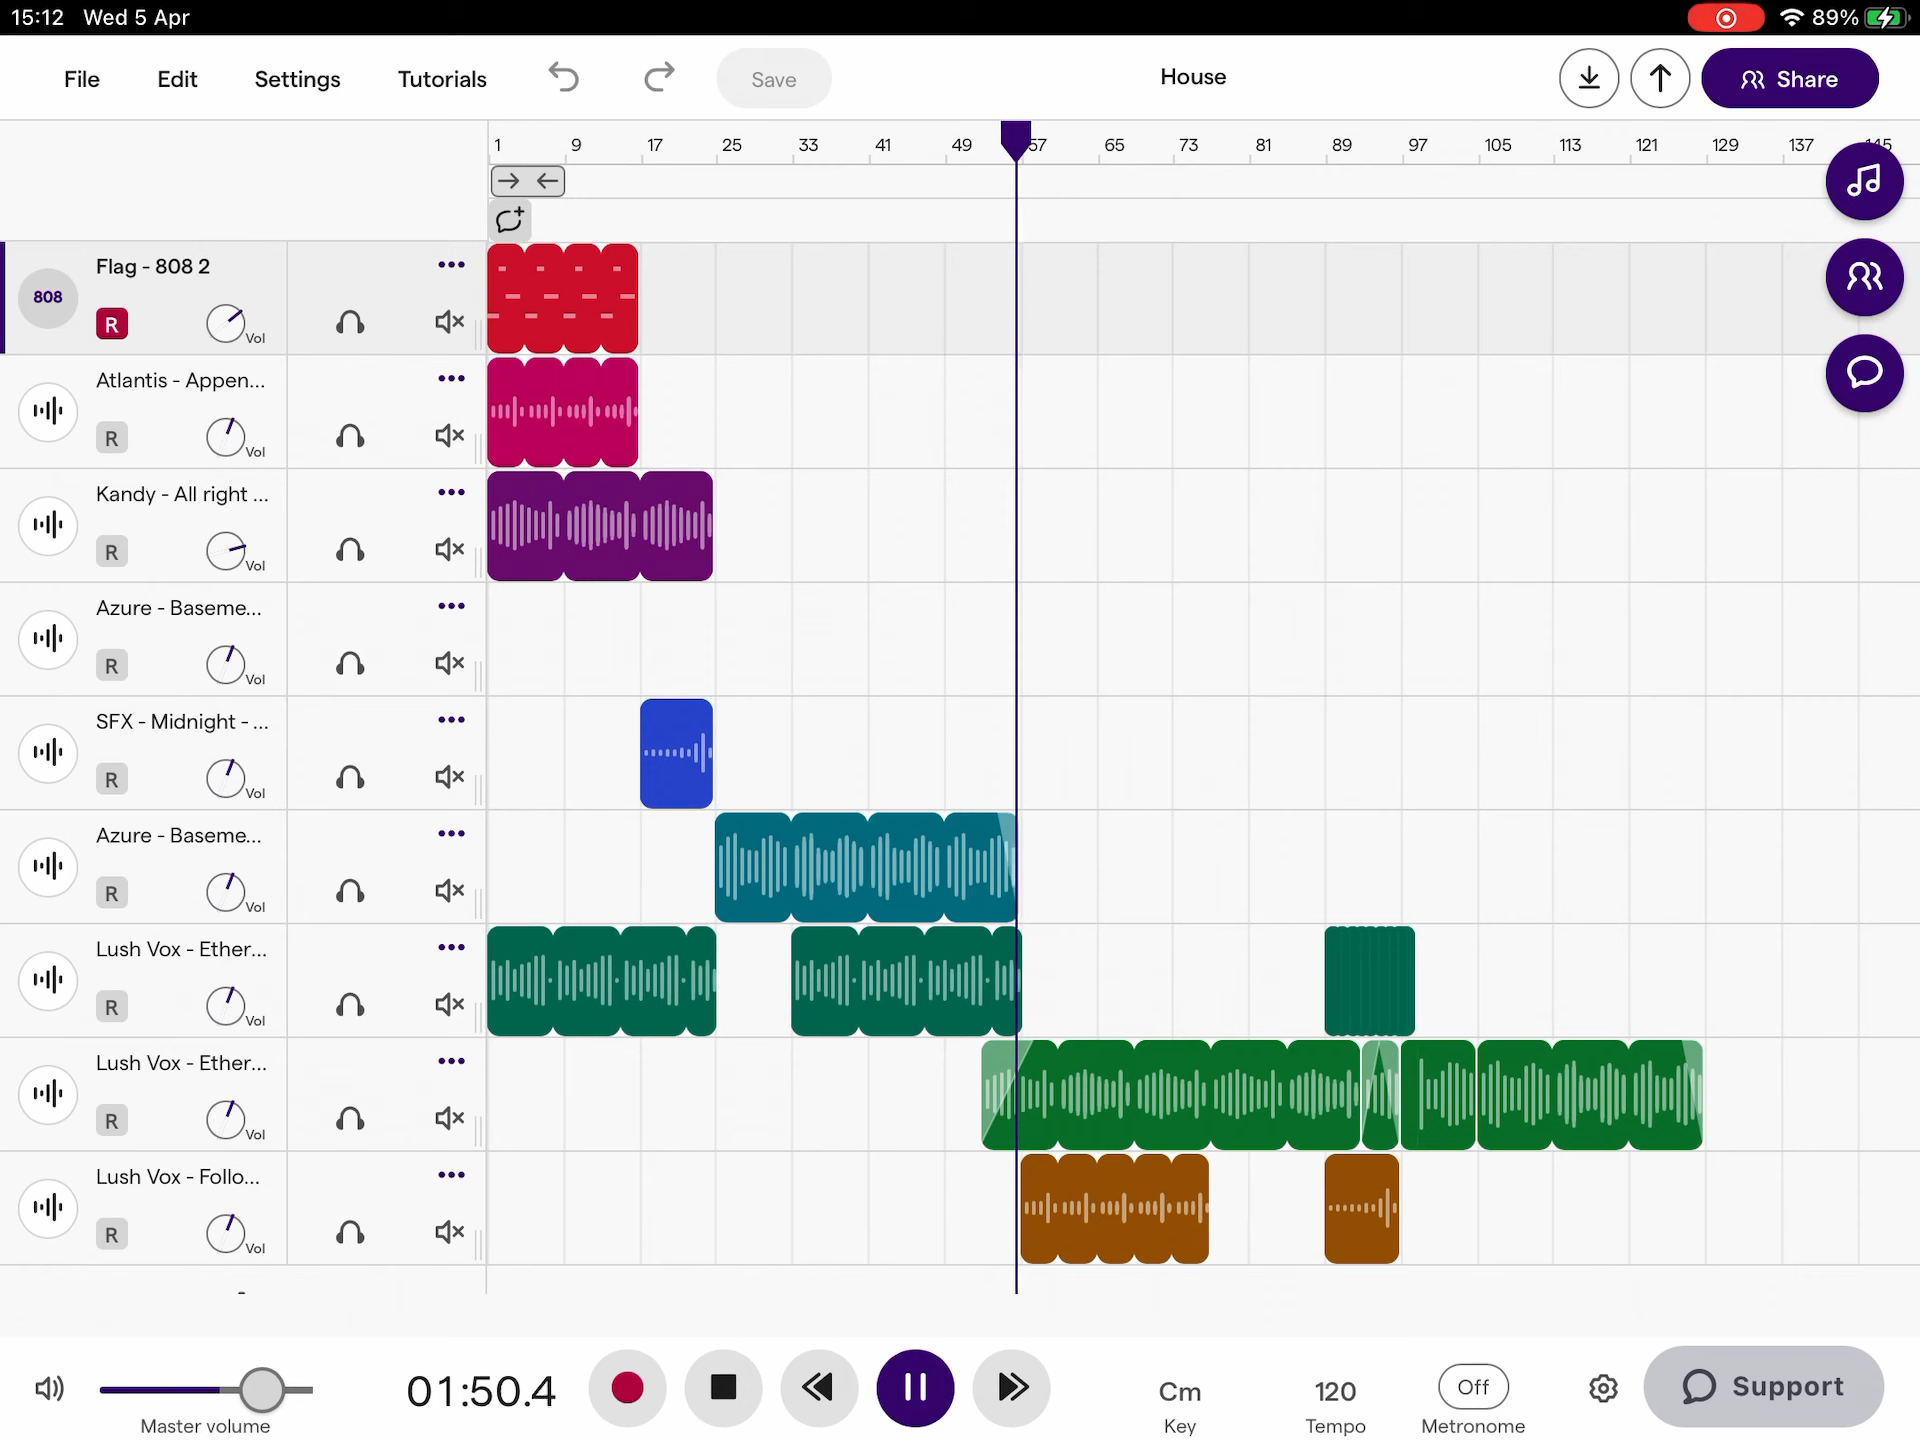 15:12 Wed 5 Apr 89%
File Edit Settings Tutorials Save House Share
1 9 17 25 33 41 49 57 65 73 81 89 97 105 113 121 129 137 145
Flag - 808 2
808
R Vol
Atlantis - Appen...
R Vol
Kandy - All right ...
R Vol
Azure - Baseme...
R Vol
SFX - Midnight - ...
R Vol
Azure - Baseme...
R Vol
Lush Vox - Ether...
R Vol
Lush Vox - Ether...
R Vol
Lush Vox - Follo...
R Vol
01:50.4 Cm 120 Off Support
Master volume Key Tempo Metronome